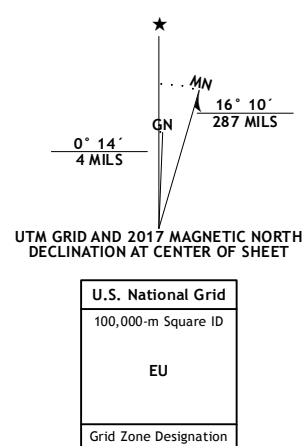 ★
MN
GN
16° 10´
287 MILS
0° 14´
4 MILS
UTM GRID AND 2017 MAGNETIC NORTH
DECLINATION AT CENTER OF SHEET
U.S. National Grid
100,000-m Square ID
EU
Grid Zone Designation